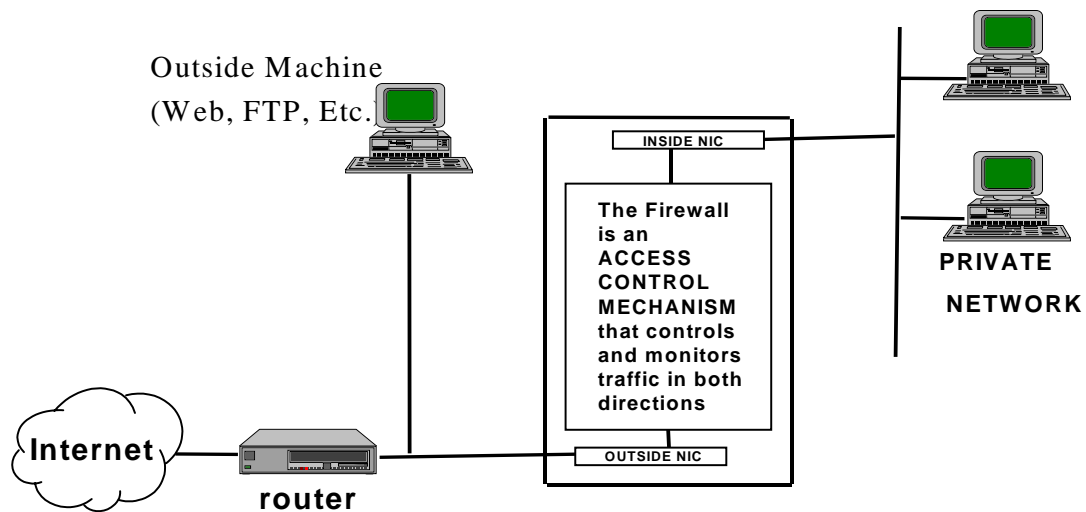 Outside Machine
(Web, FTP, Etc.)
INSIDE NIC
The Firewall
is an
ACCESS
CONTROL
MECHANISM
that controls
and monitors
traffic in both
directions
OUTSIDE NIC
PRIVATE
NETWORK
Internet
router